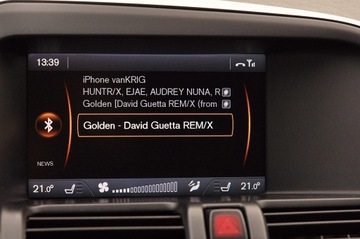 13:39
iPhone vanKRIG
HUNTR/X, EJAE, AUDREY NUNA, R
Golden [David Guetta REM/X (from
Golden - David Guetta REM/X
NEWS
21.0° 21.0°